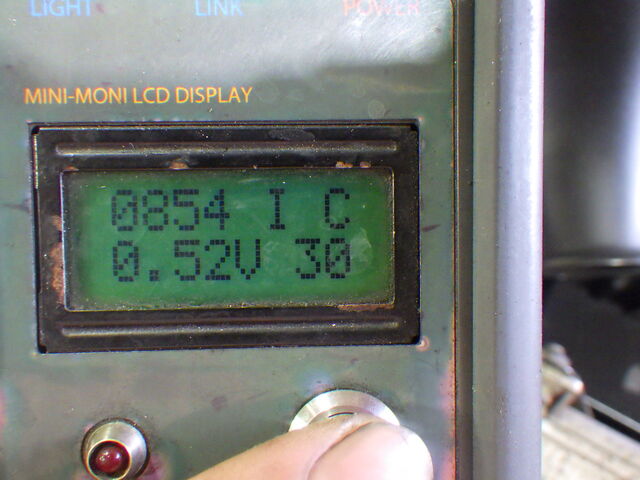 LIGHT LINK POWER
MINI-MONI LCD DISPLAY
0854 I C
0.52V 30